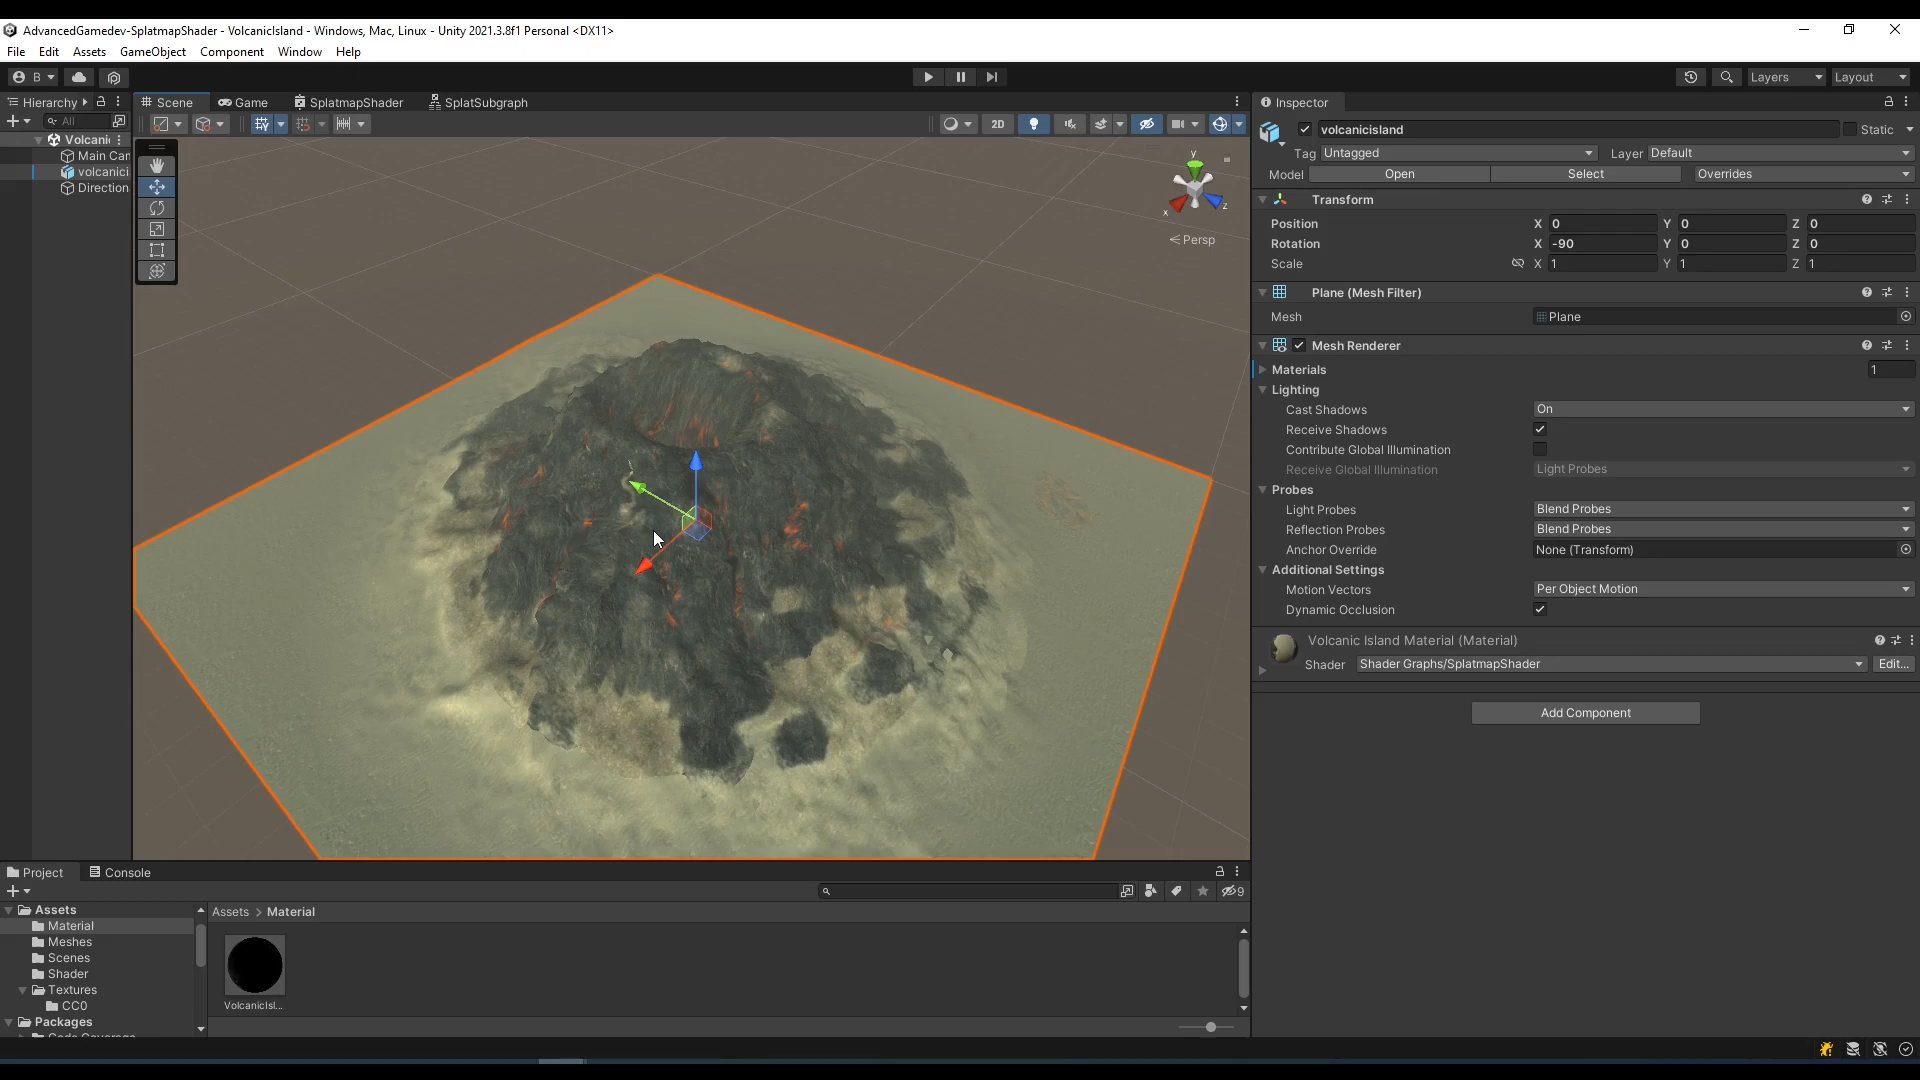 AdvancedGamedev-SplatmapShader - VolcanicIsland - Windows, Mac, Linux - Unity 2021.3.8f1 Personal <DX11>
File Edit Assets GameObject Component Window Help
B Layers Layout
Hierarchy Scene Game SplatmapShader SplatSubgraph Inspector
All 2D
Volcani
Main Can
volcanici
Direction
y
x
z
Persp
volcanicisland Static
Tag Untagged Layer Default
Model Open Select Overrides
Transform
Position X 0 Y 0 Z 0
Rotation X -90 Y 0 Z 0
Scale X 1 Y 1 Z 1
Plane (Mesh Filter)
Mesh Plane
Mesh Renderer
Materials 1
Lighting
Cast Shadows On
Receive Shadows
Contribute Global Illumination
Receive Global Illumination Light Probes
Probes
Light Probes Blend Probes
Reflection Probes Blend Probes
Anchor Override None (Transform)
Additional Settings
Motion Vectors Per Object Motion
Dynamic Occlusion
Volcanic Island Material (Material)
Shader Shader Graphs/SplatmapShader Edit...
Add Component
Project Console
9
Assets
Material
Meshes
Scenes
Shader
Textures
CC0
Packages
Assets > Material
VolcanicIsl...